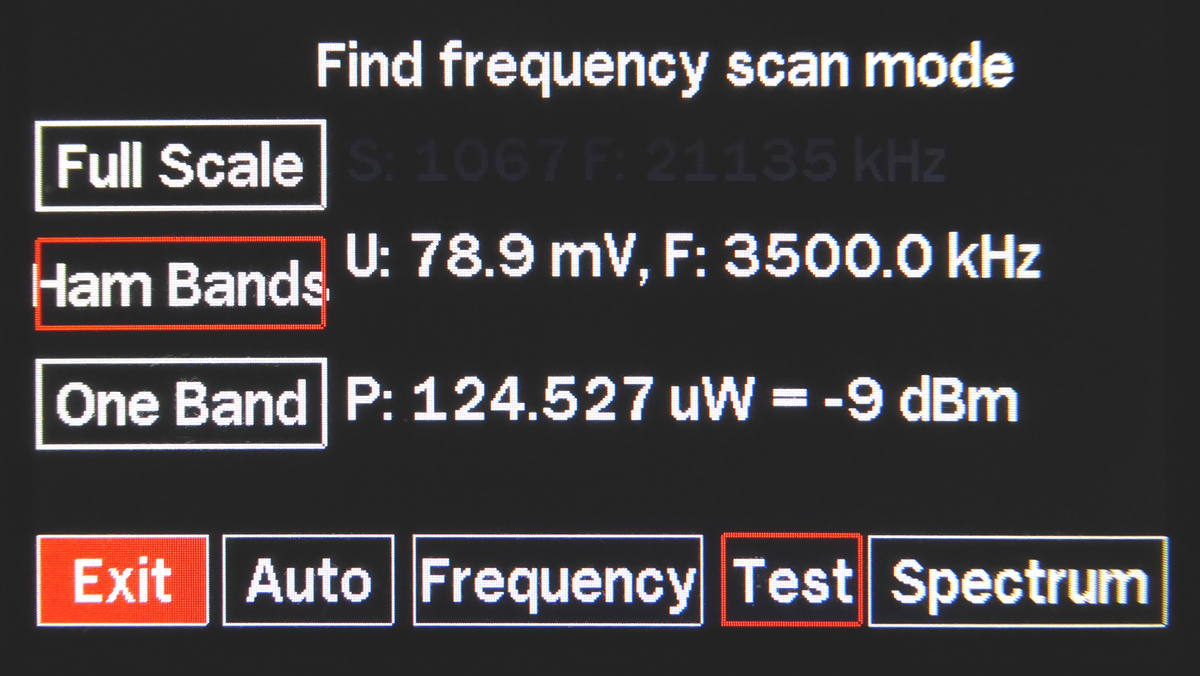 Find frequency scan mode
Full Scale
S: 1067 F: 21135 kHz
Ham Bands
U: 78.9 mV, F: 3500.0 kHz
One Band
P: 124.527 uW = -9 dBm
Exit Auto Frequency Test Spectrum